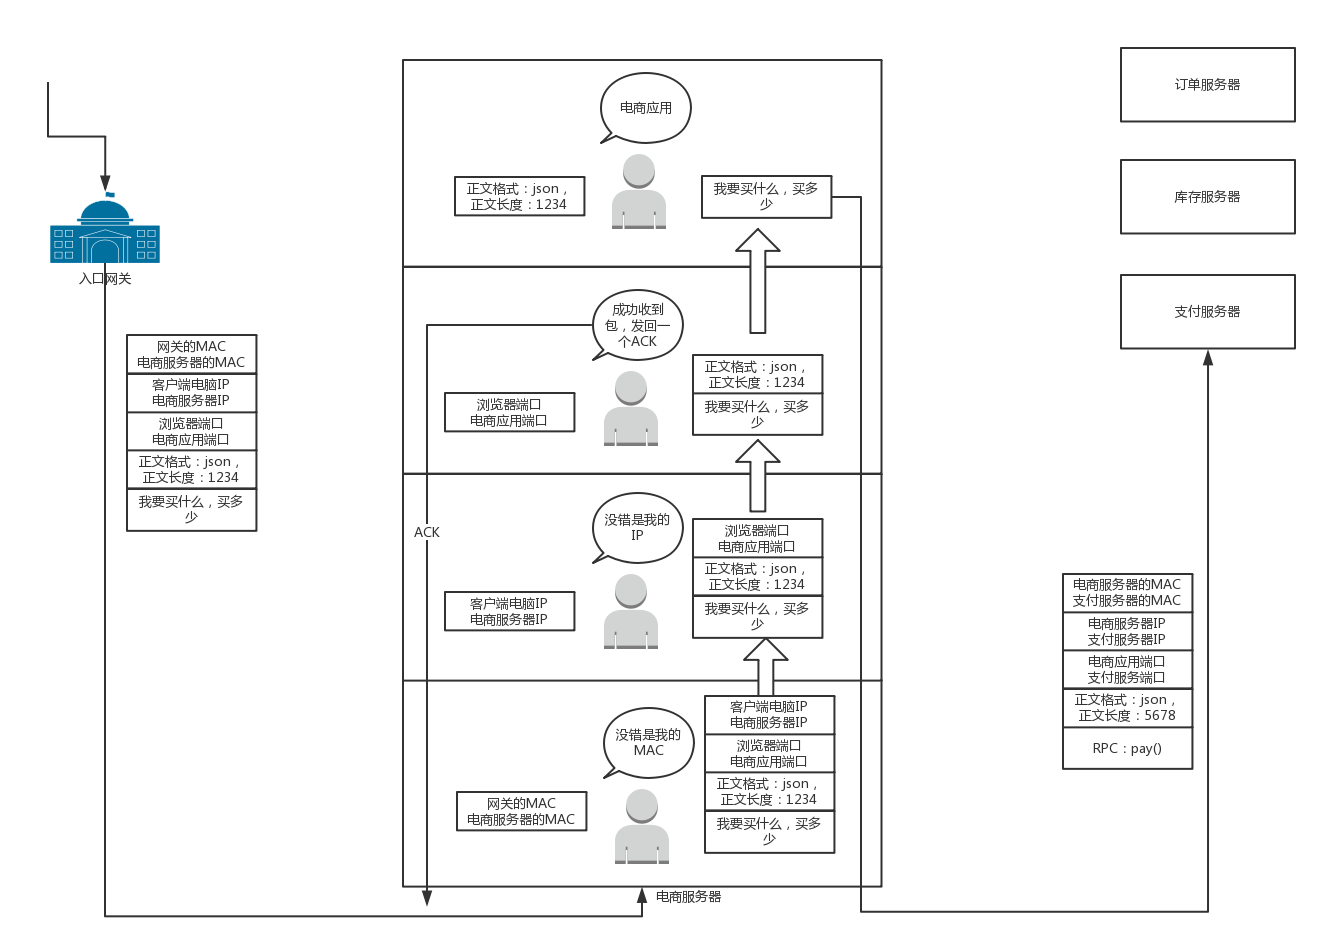 电商应用
正文格式：json，
正文长度：1234
我要买什么，买多
少
订单服务器
库存服务器
支付服务器
入口网关
网关的MAC
电商服务器的MAC
客户端电脑IP
电商服务器IP
浏览器端口
电商应用端口
正文格式：json，
正文长度：1234
我要买什么，买多
少
成功收到
包，发回一
个ACK
浏览器端口
电商应用端口
正文格式：json，
正文长度：1234
我要买什么，买多
少
ACK
没错是我的
IP
客户端电脑IP
电商服务器IP
浏览器端口
电商应用端口
正文格式：json，
正文长度：1234
我要买什么，买多
少
没错是我的
MAC
网关的MAC
电商服务器的MAC
客户端电脑IP
电商服务器IP
浏览器端口
电商应用端口
正文格式：json，
正文长度：1234
我要买什么，买多
少
电商服务器
电商服务器的MAC
支付服务器的MAC
电商服务器IP
支付服务器IP
电商应用端口
支付服务端口
正文格式：json，
正文长度：5678
RPC：pay()